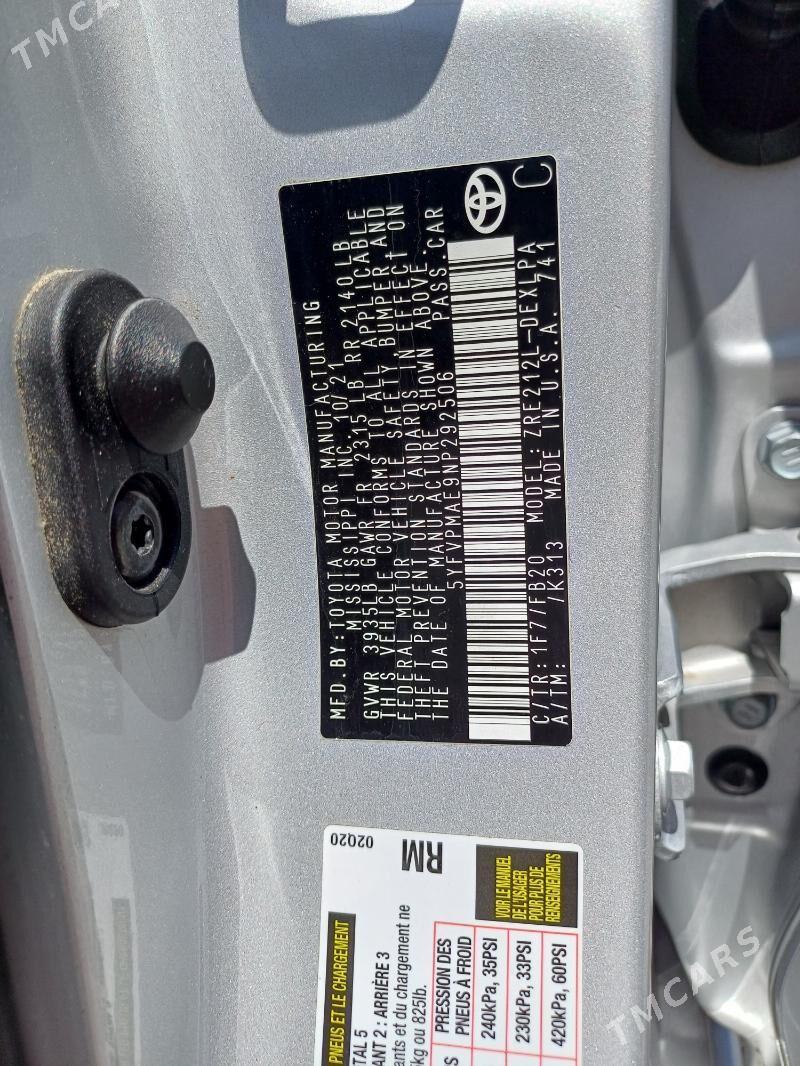 MFD.BY:TOYOTA MOTOR MANUFACTURING
MISSISSIPPI INC. 10/21
GVWR 3935LB GAWR FR 2315 LB RR 2140LB
THIS VEHICLE CONFORMS TO ALL APPLICABLE
FEDERAL MOTOR VEHICLE SAFETY, BUMPER, AND
THEFT PREVENTION STANDARDS IN EFFECT ON
THE DATE OF MANUFACTURE SHOWN ABOVE.
5YFVPMAE9NP292506 PASS.CAR
C/TR: 1F7/FB20 MODEL: ZRE212L-DEXLPA
A/TM: /K313 MADE IN U.S.A. 741
C
02Q20
RM
PNEUS ET LE CHARGEMENT
TAL 5
ANT 2 : ARRIÈRE 3
ants et du chargement ne
kg ou 825lb.
PRESSION DES
PNEUS À FROID
240kPa, 35PSI
230kPa, 33PSI
420kPa, 60PSI
VOIR LE MANUEL
DE L'USAGER
POUR PLUS DE
RENSEIGNEMENTS
TMCARS
TMCARS